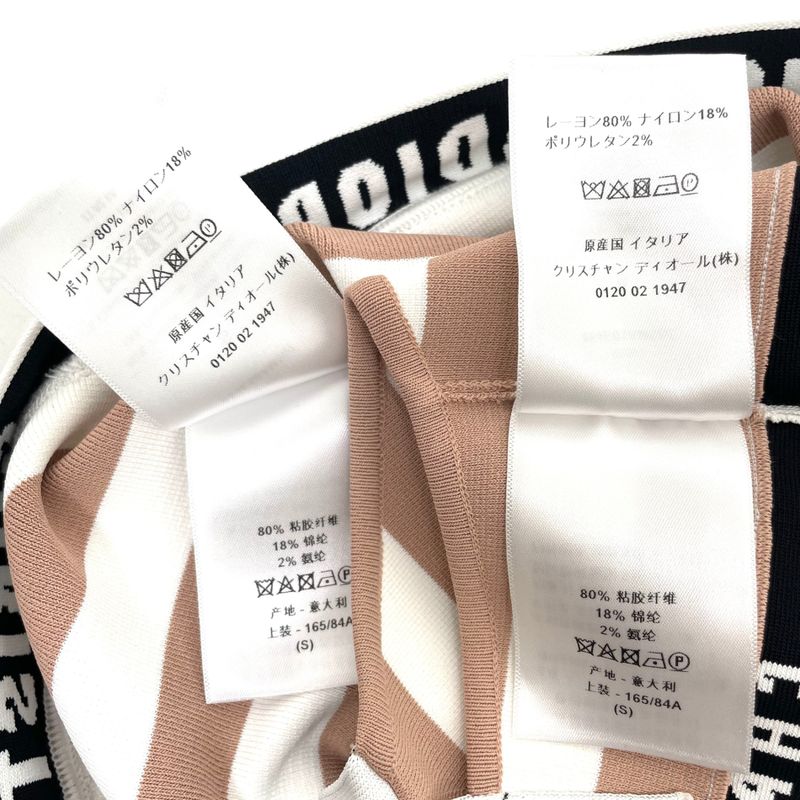 レーヨン80% ナイロン18%
ポリウレタン2%
原産国 イタリア
クリスチャン ディオール(株)
0120 02 1947
80% 粘胶纤维
18% 锦纶
2% 氨纶
产地 - 意大利
上装 - 165/84A
(S)
レーヨン80% ナイロン18%
ポリウレタン2%
原産国 イタリア
クリスチャン ディオール(株)
0120 02 1947
80% 粘胶纤维
18% 锦纶
2% 氨纶
产地 - 意大利
上装 - 165/84A
(S)